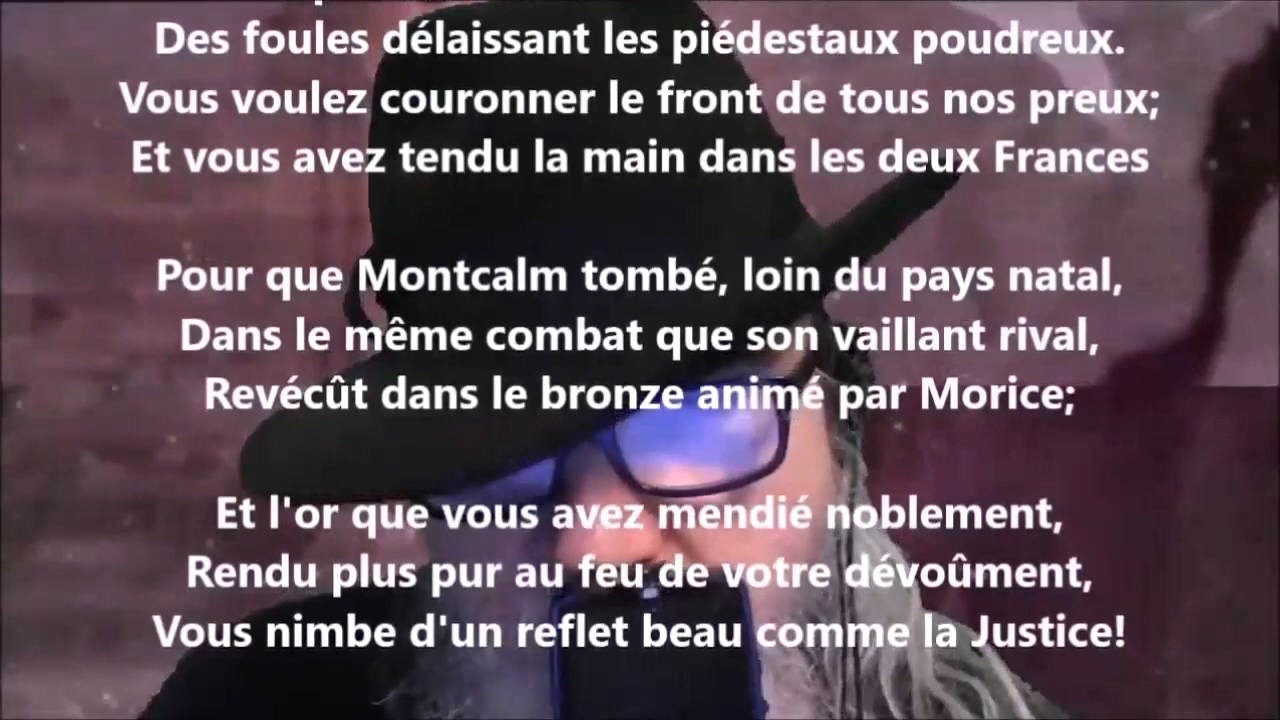 Des foules délaissant les piédestaux poudreux.
Vous voulez couronner le front de tous nos preux;
Et vous avez tendu la main dans les deux Frances
Pour que Montcalm tombé, loin du pays natal,
Dans le même combat que son vaillant rival,
Revécût dans le bronze animé par Morice;
Et l'or que vous avez mendié noblement,
Rendu plus pur au feu de votre dévoûment,
Vous nimbe d'un reflet beau comme la Justice!